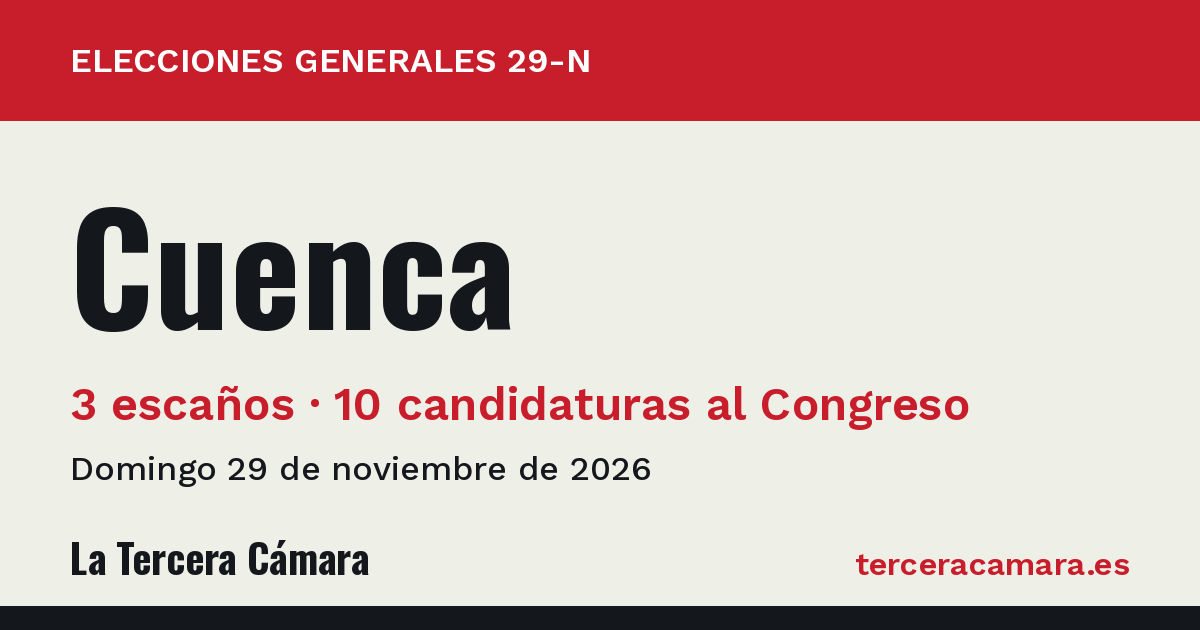 ELECCIONES GENERALES 29-N
Cuenca
3 escaños · 10 candidaturas al Congreso
Domingo 29 de noviembre de 2026
La Tercera Cámara
terceracamara.es